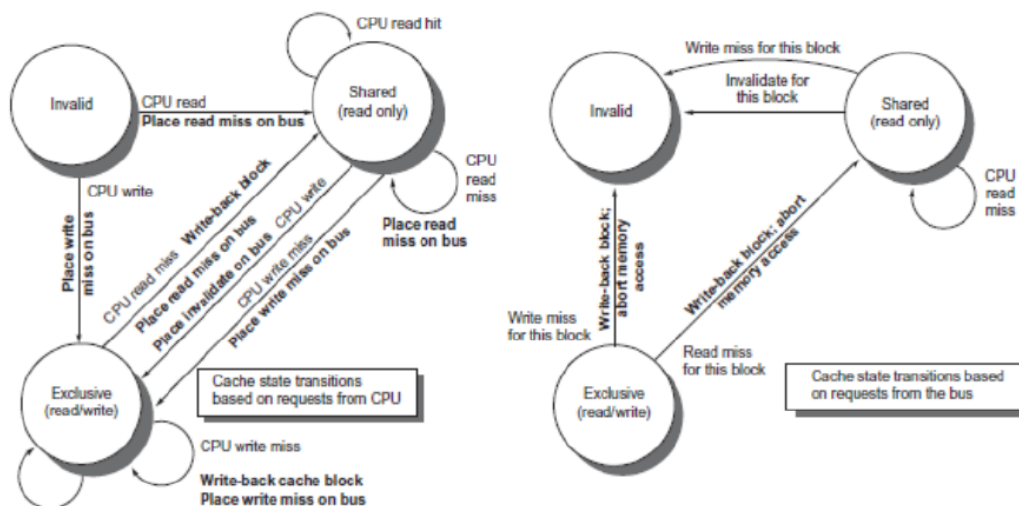 CPU read hit
Invalid
CPU read
Place read miss on bus
Shared
(read only)
CPU write
Place write
miss on bus
CPU read miss
Write-back block
Place read miss on bus
Place invalidate on bus
CPU write
CPU write miss
Place write miss on bus
CPU
read
miss
Place read
miss on bus
Exclusive
(read/write)
Cache state transitions
based on requests from CPU
CPU write miss
Write-back cache block
Place write miss on bus
Write miss for this block
Invalidate for
this block
Invalid
Shared
(read only)
CPU
read
miss
Write-back block;
abort memory
access
Write-back block; abort
memory access
Write miss
for this block
Read miss
for this block
Exclusive
(read/write)
Cache state transitions based
on requests from the bus